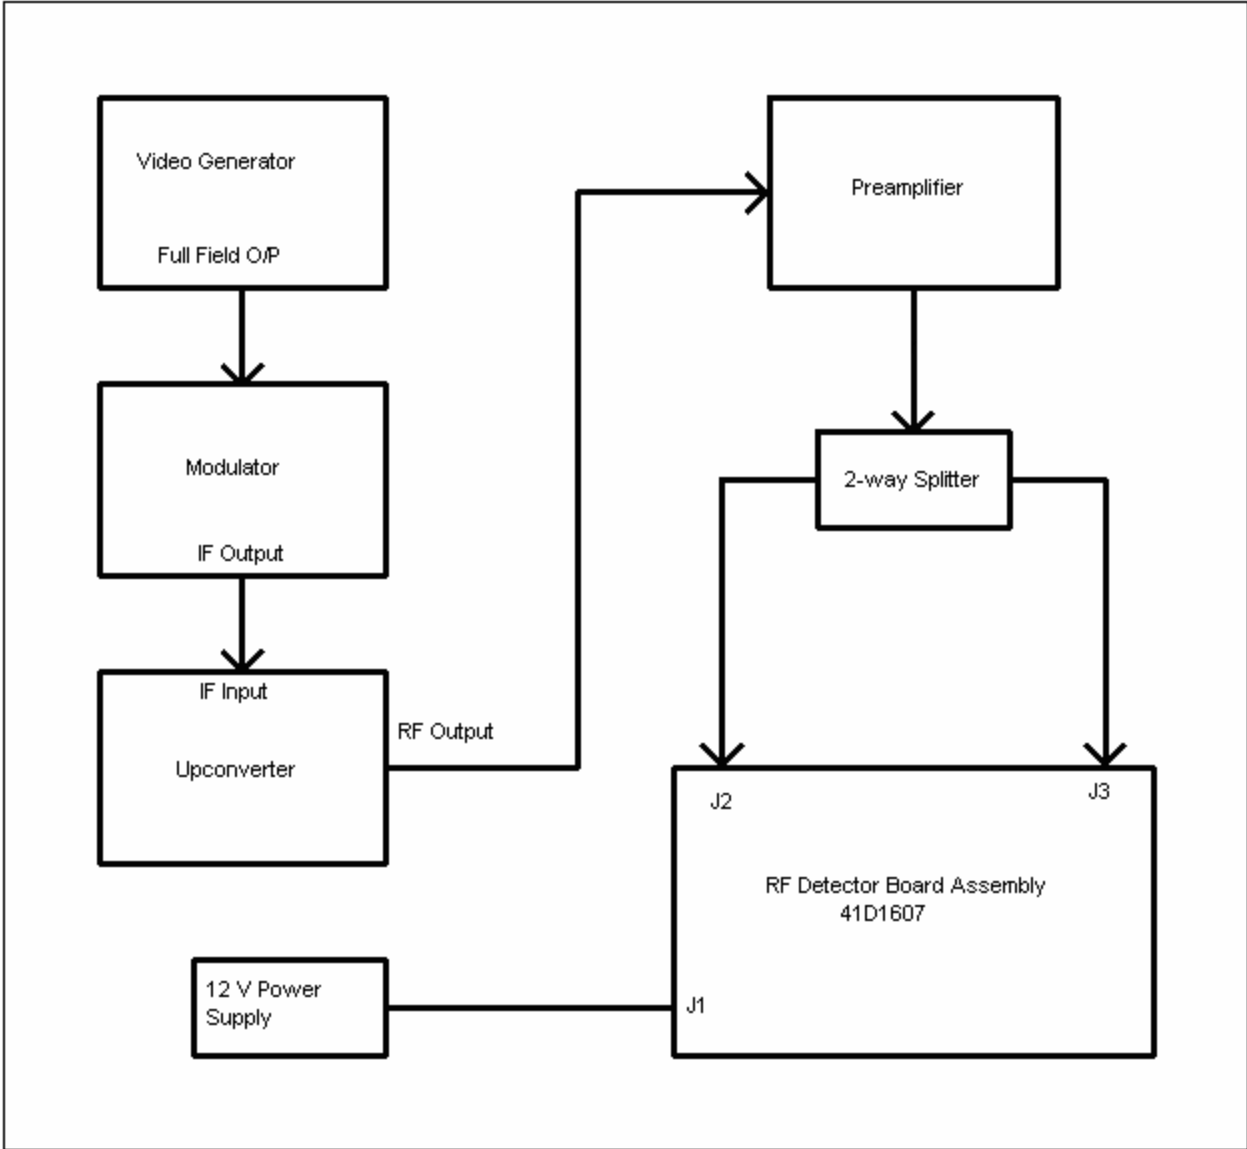 Video Generator
Full Field O/P
Modulator
IF Output
IF Input
Upconverter
RF Output
12 V Power
Supply
Preamplifier
2-way Splitter
J2
J3
RF Detector Board Assembly
41D1607
J1